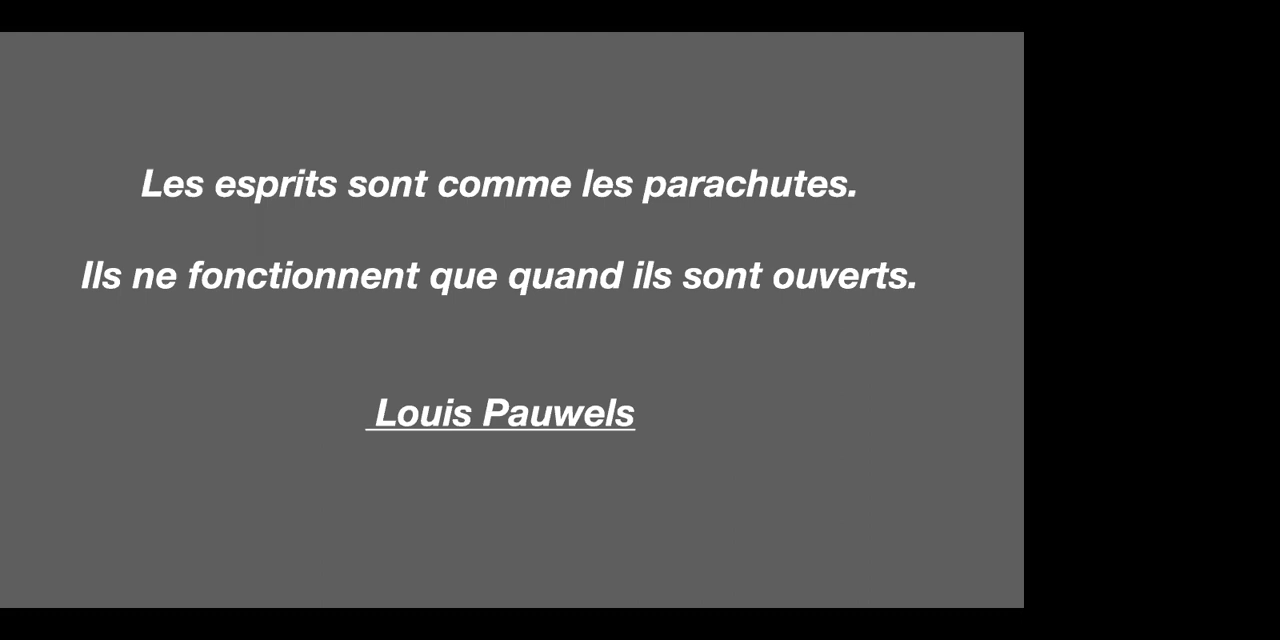 Les esprits sont comme les parachutes.
Ils ne fonctionnent que quand ils sont ouverts.
Louis Pauwels